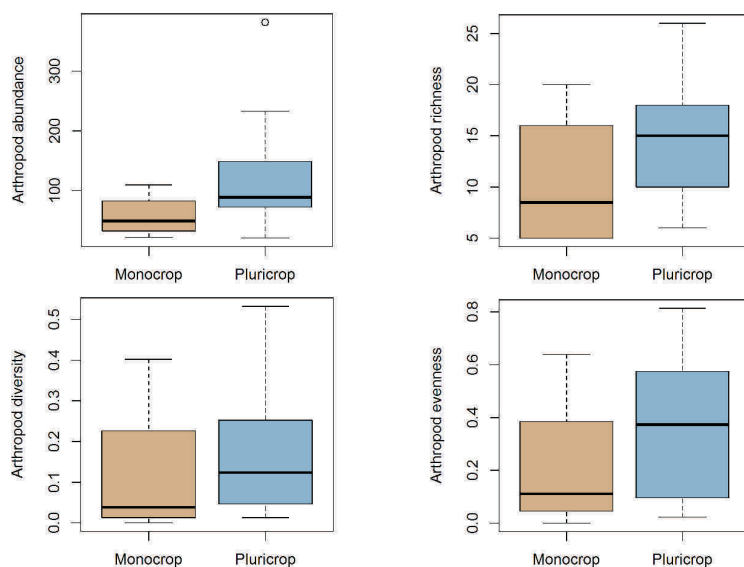 Arthropod abundance
300
200
100
Monocrop Pluricrop
Arthropod richness
25
20
15
10
5
Monocrop Pluricrop
Arthropod diversity
0.5
0.4
0.3
0.2
0.1
0.0
Monocrop Pluricrop
Arthropod evenness
0.8
0.6
0.4
0.2
0.0
Monocrop Pluricrop